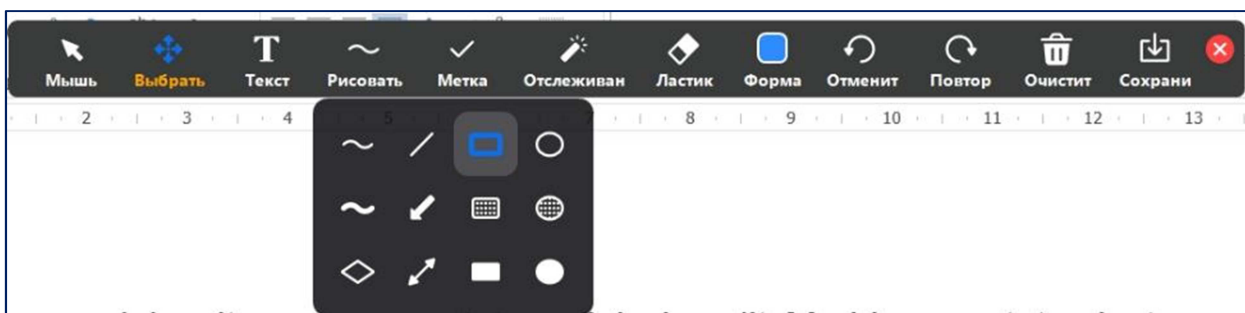 Мышь Выбрать Текст Рисовать Метка Отслеживан Ластик Форма Отменит Повтор Очистит Сохрани
2 3 4 5 7 8 9 10 11 12 13